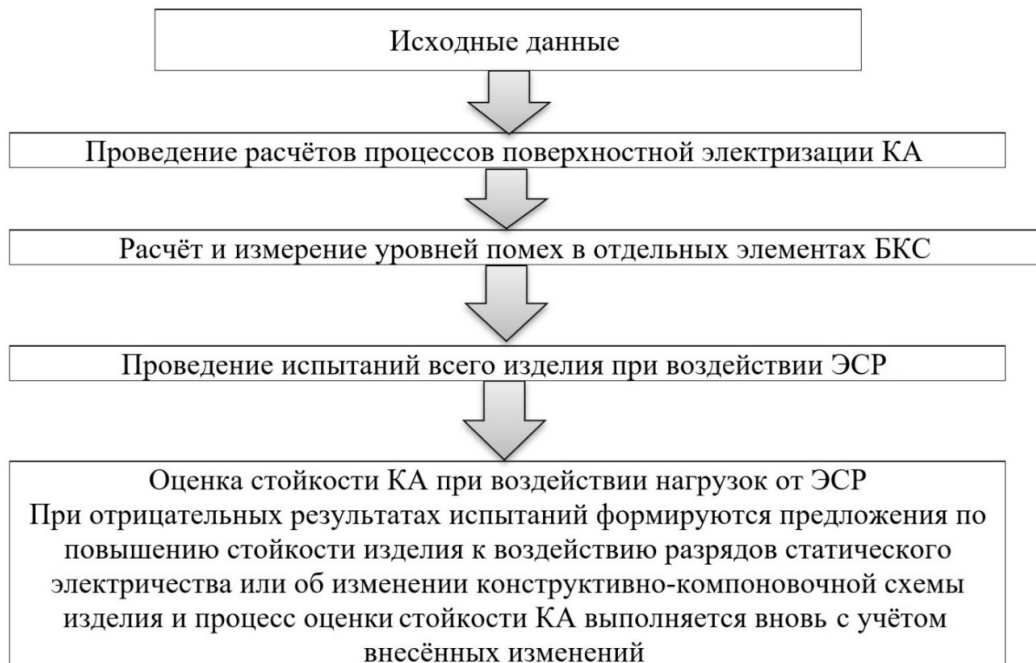 Исходные данные
Проведение расчётов процессов поверхностной электризации КА
Расчёт и измерение уровней помех в отдельных элементах БКС
Проведение испытаний всего изделия при воздействии ЭСР
Оценка стойкости КА при воздействии нагрузок от ЭСР
При отрицательных результатах испытаний формируются предложения по
повышению стойкости изделия к воздействию разрядов статического
электричества или об изменении конструктивно-компоновочной схемы
изделия и процесс оценки стойкости КА выполняется вновь с учётом
внесённых изменений